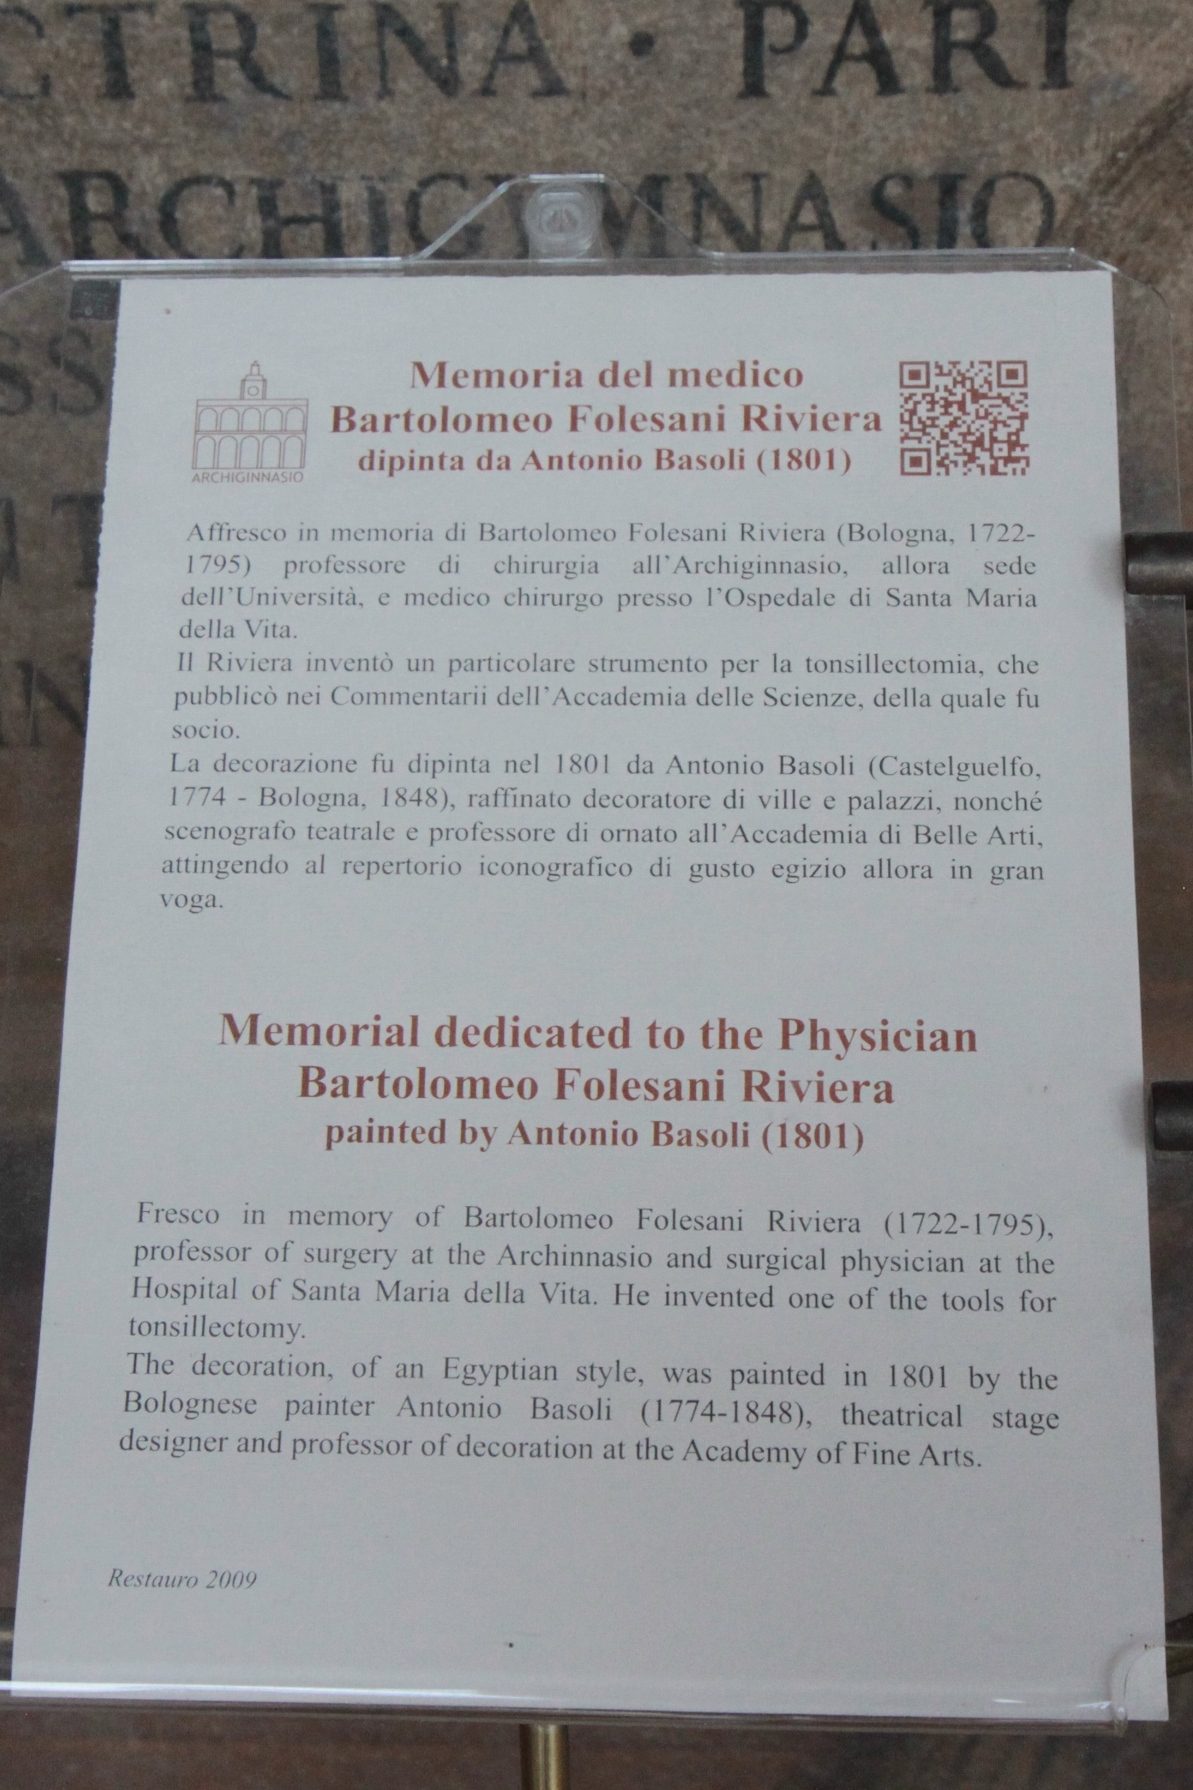 CTRINA · PARI
ARCHIGYMNASIO
Memoria del medico
Bartolomeo Folesani Riviera
dipinta da Antonio Basoli (1801)
ARCHIGINNASIO
Affresco in memoria di Bartolomeo Folesani Riviera (Bologna, 1722-
1795) professore di chirurgia all'Archiginnasio, allora sede
dell'Università, e medico chirurgo presso l'Ospedale di Santa Maria
della Vita.
Il Riviera inventò un particolare strumento per la tonsillectomia, che
pubblicò nei Commentarii dell'Accademia delle Scienze, della quale fu
socio.
La decorazione fu dipinta nel 1801 da Antonio Basoli (Castelguelfo,
1774 - Bologna, 1848), raffinato decoratore di ville e palazzi, nonché
scenografo teatrale e professore di ornato all'Accademia di Belle Arti,
attingendo al repertorio iconografico di gusto egizio allora in gran
voga.
Memorial dedicated to the Physician
Bartolomeo Folesani Riviera
painted by Antonio Basoli (1801)
Fresco in memory of Bartolomeo Folesani Riviera (1722-1795),
professor of surgery at the Archinnasio and surgical physician at the
Hospital of Santa Maria della Vita. He invented one of the tools for
tonsillectomy.
The decoration, of an Egyptian style, was painted in 1801 by the
Bolognese painter Antonio Basoli (1774-1848), theatrical stage
designer and professor of decoration at the Academy of Fine Arts.
Restauro 2009